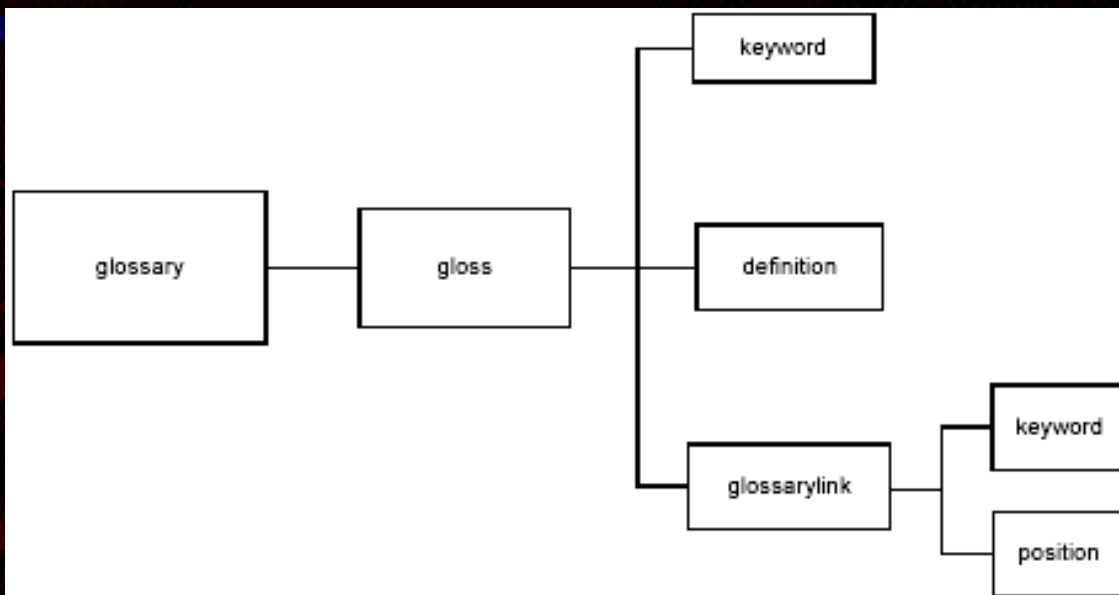 keyword
glossary
gloss
definition
keyword
glossarylink
position